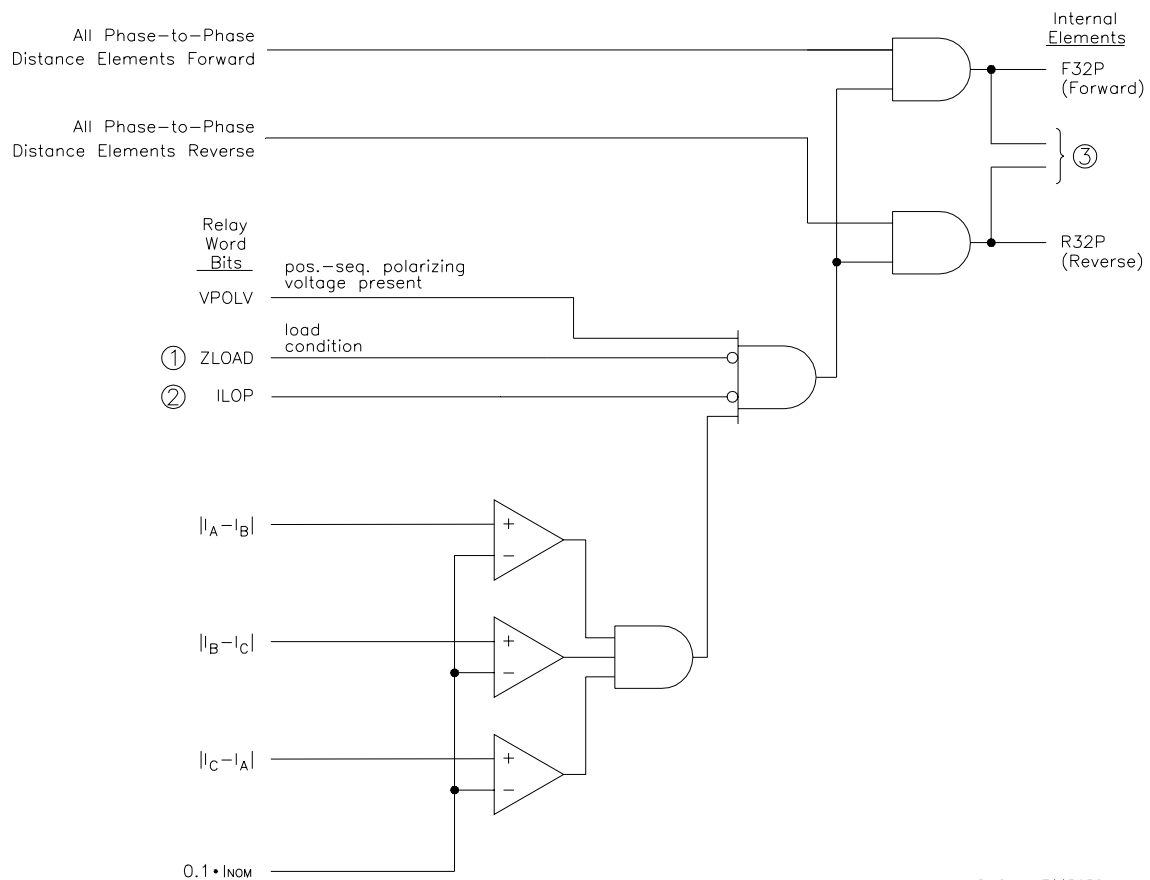 All Phase–to–Phase
Distance Elements Forward
Internal
Elements
F32P
(Forward)
All Phase–to–Phase
Distance Elements Reverse
③
R32P
(Reverse)
Relay
Word
Bits
pos.–seq. polarizing
voltage present
VPOLV
load
condition
① ZLOAD
② ILOP
|IA–IB|
+
–
|IB–IC|
+
–
|IC–IA|
+
–
0.1•INOM